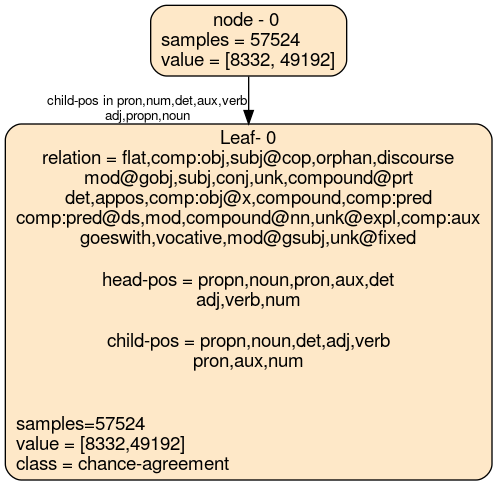 node - 0
samples = 57524
value = [8332, 49192]
child-pos in pron,num,det,aux,verb
adj,propn,noun
Leaf- 0
relation = flat,comp:obj,subj@cop,orphan,discourse
mod@gobj,subj,conj,unk,compound@prt
det,appos,comp:obj@x,compound,comp:pred
comp:pred@ds,mod,compound@nn,unk@expl,comp:aux
goeswith,vocative,mod@gsubj,unk@fixed
head-pos = propn,noun,pron,aux,det
adj,verb,num
child-pos = propn,noun,det,adj,verb
pron,aux,num
samples=57524
value = [8332,49192]
class = chance-agreement